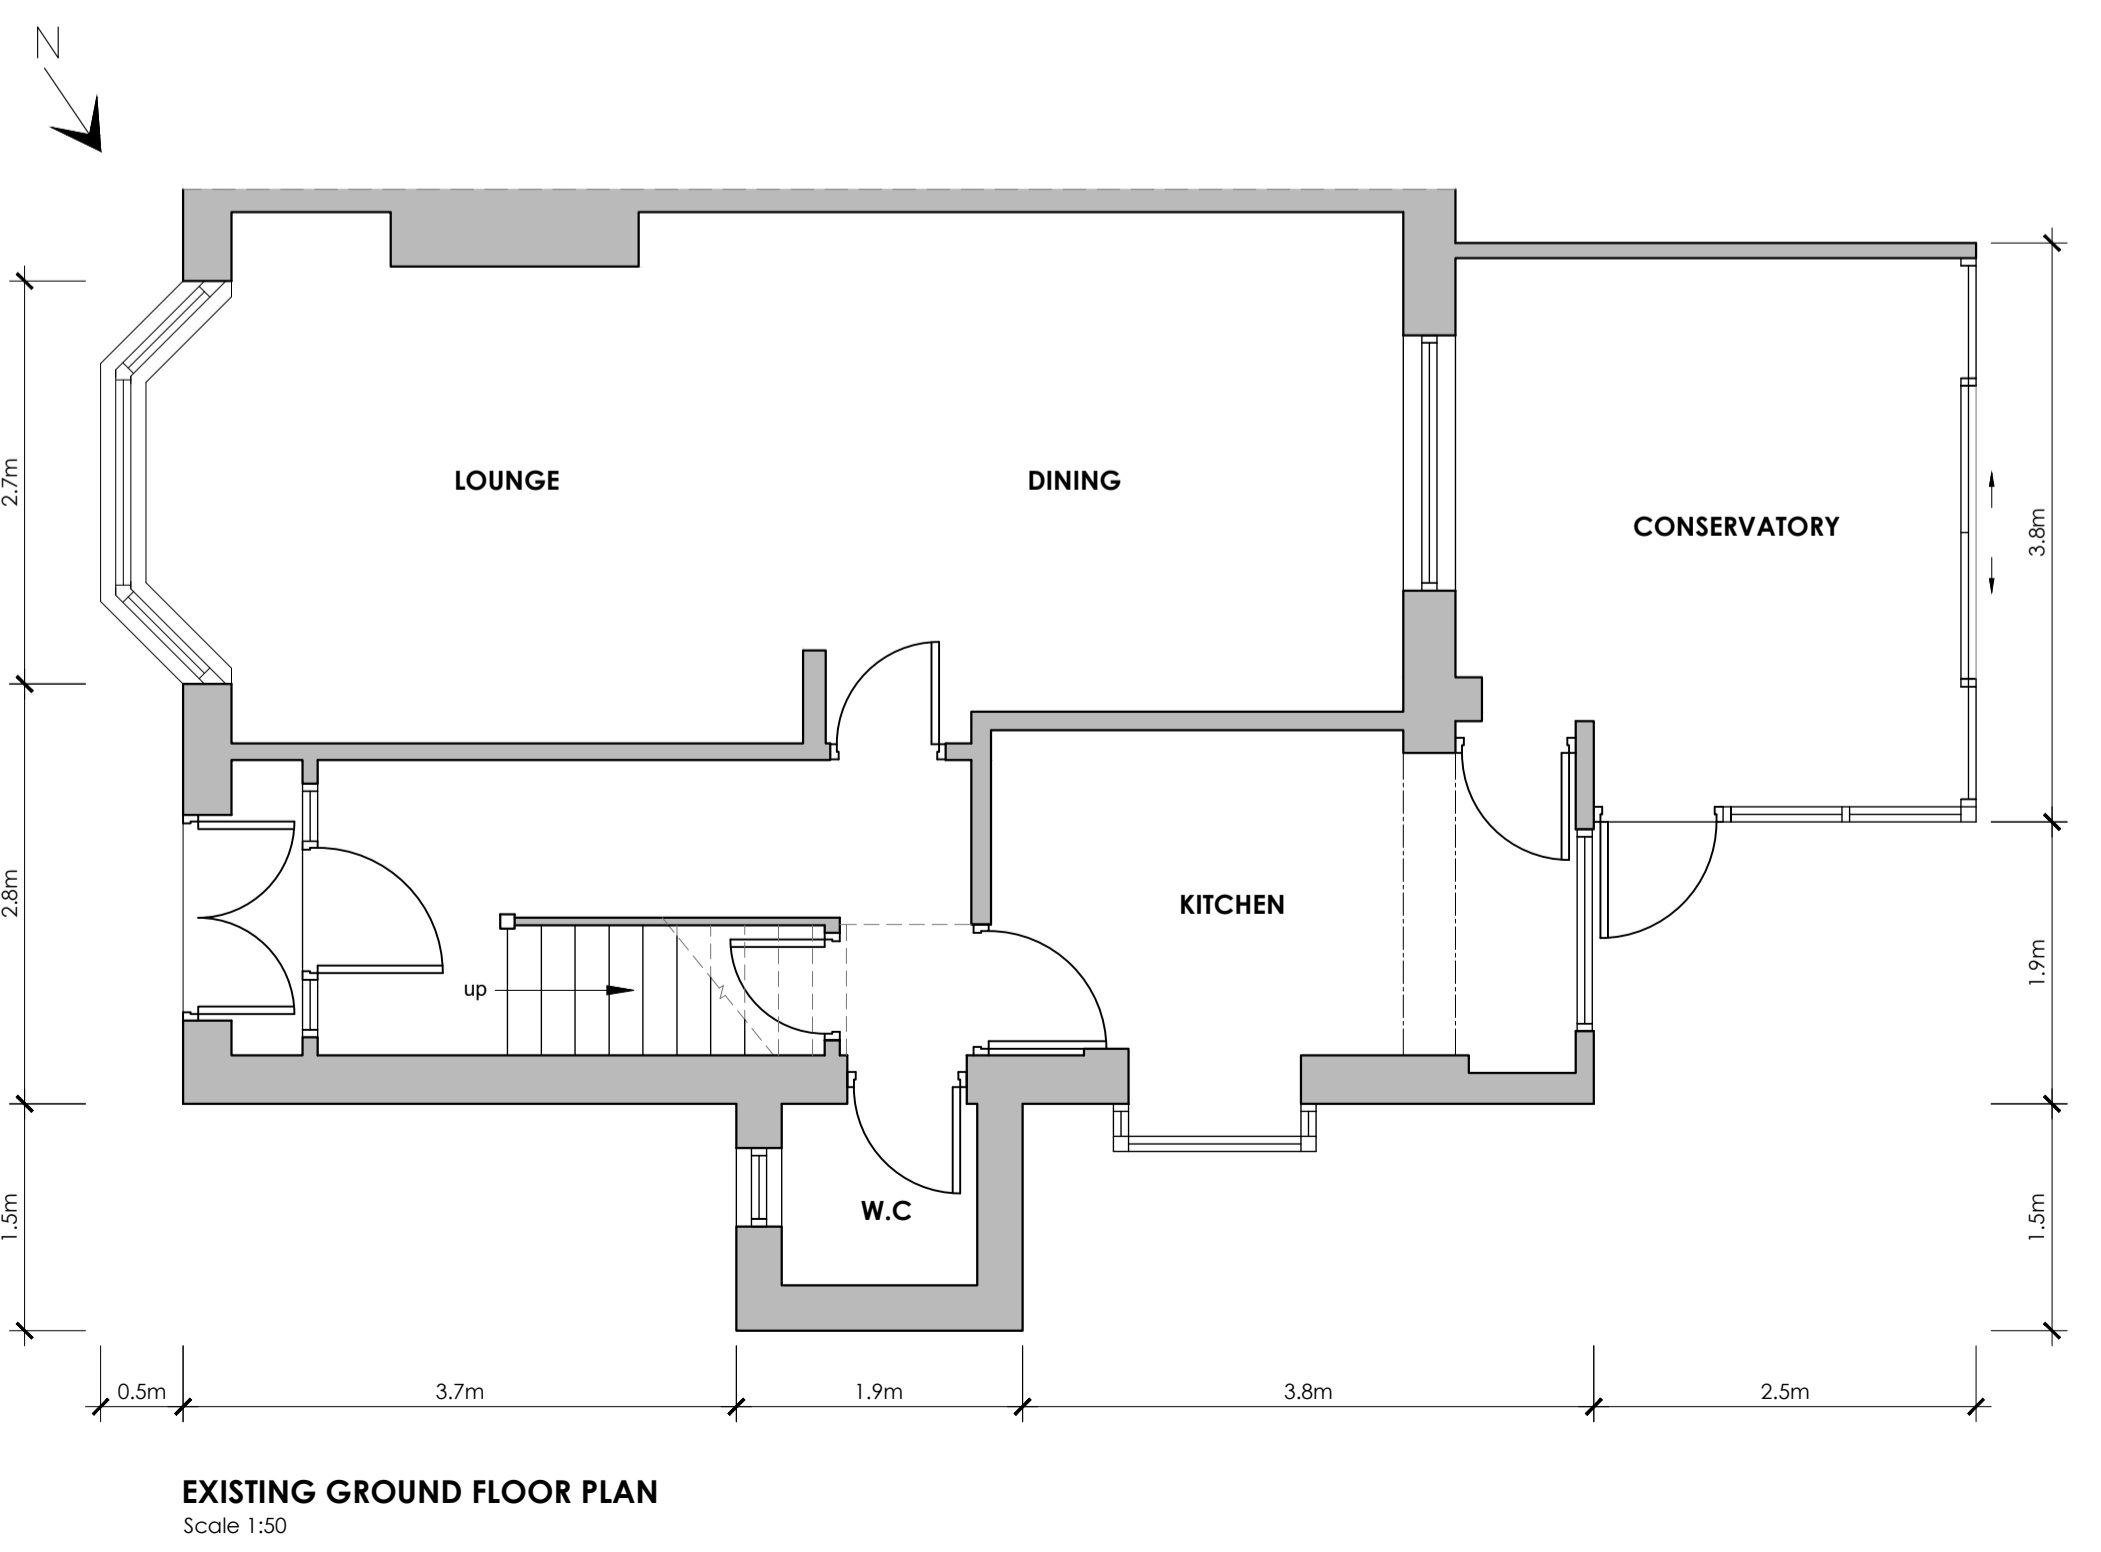 N
LOUNGE
DINING
CONSERVATORY
2.7m
3.8m
2.8m
KITCHEN
up
1.9m
W.C
1.5m
1.5m
0.5m
3.7m
1.9m
3.8m
2.5m
EXISTING GROUND FLOOR PLAN
Scale 1:50